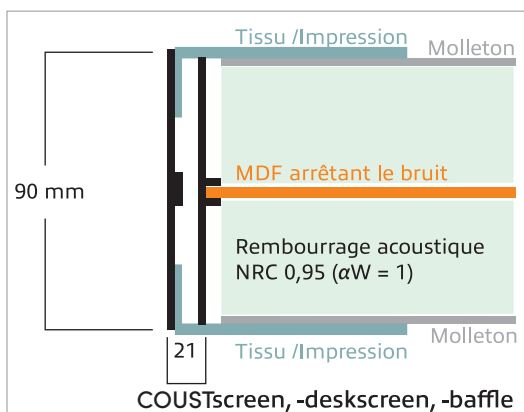 Tissu /Impression
Molleton
MDF arrêtant le bruit
90 mm
Rembourrage acoustique
NRC 0,95 (αW = 1)
Molleton
21
Tissu /Impression
COUSTscreen, -deskscreen, -baffle